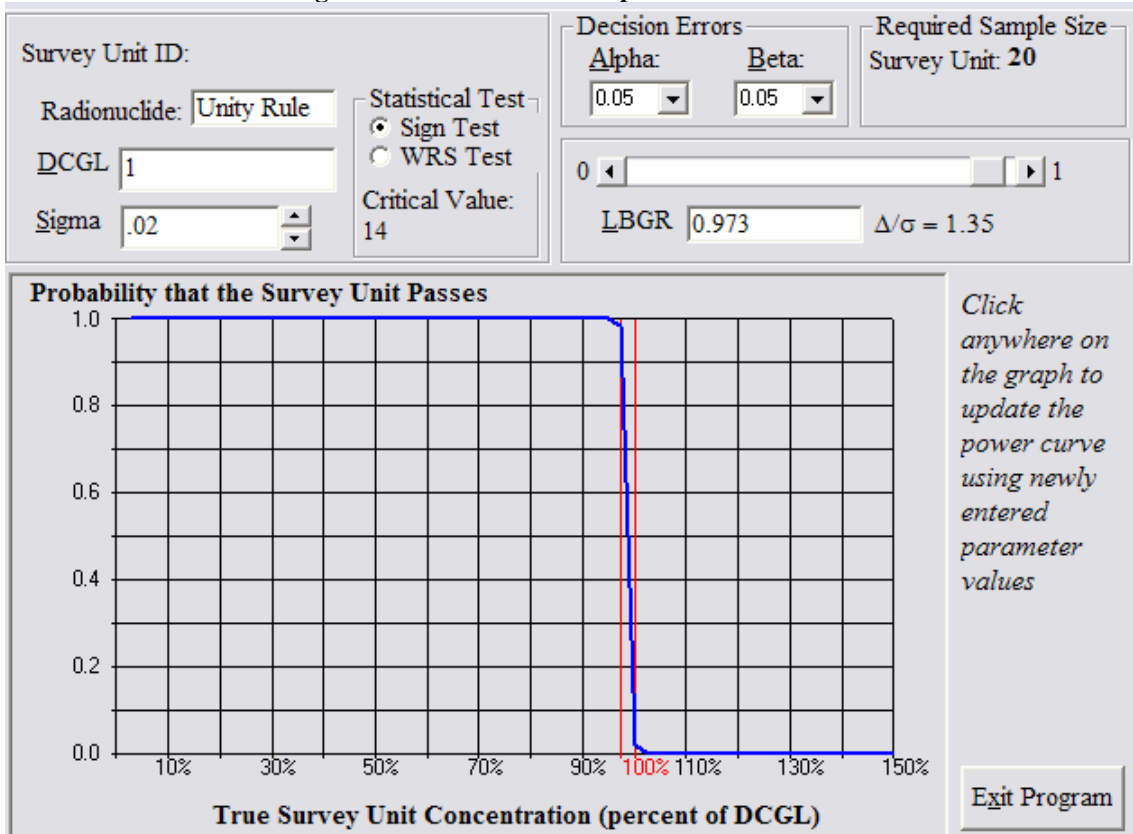 Survey Unit ID:
Radionuclide: Unity Rule
DCGL 1
Sigma .02
Statistical Test
Sign Test
WRS Test
Critical Value:
14
Decision Errors
Alpha: Beta:
0.05 0.05
Required Sample Size
Survey Unit: 20
0 1
LBGR 0.973 Δ/σ = 1.35
Probability that the Survey Unit Passes
1.0
0.8
0.6
0.4
0.2
0.0
10% 30% 50% 70% 90% 100% 110% 130% 150%
True Survey Unit Concentration (percent of DCGL)
Click
anywhere on
the graph to
update the
power curve
using newly
entered
parameter
values
Exit Program